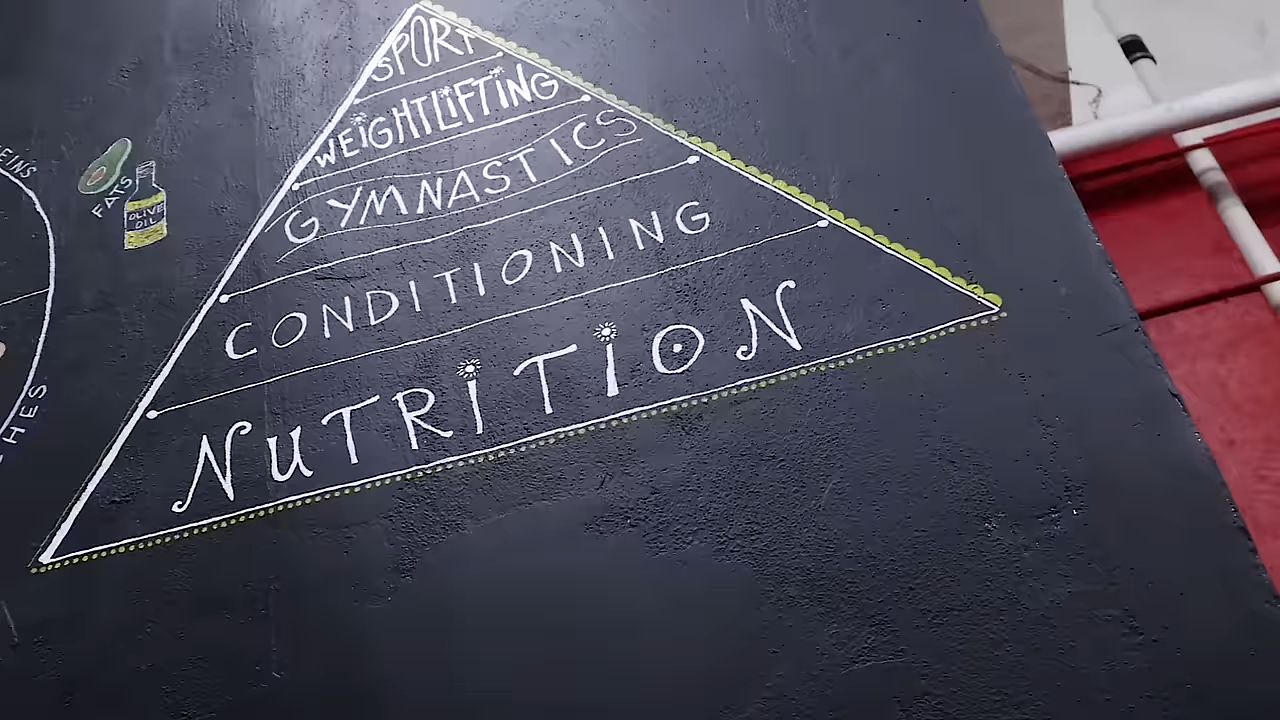 SPORT
WEIGHTLIFTING
GYMNASTICS
CONDITIONING
NUTRITION
FATS
OLIVE
OIL